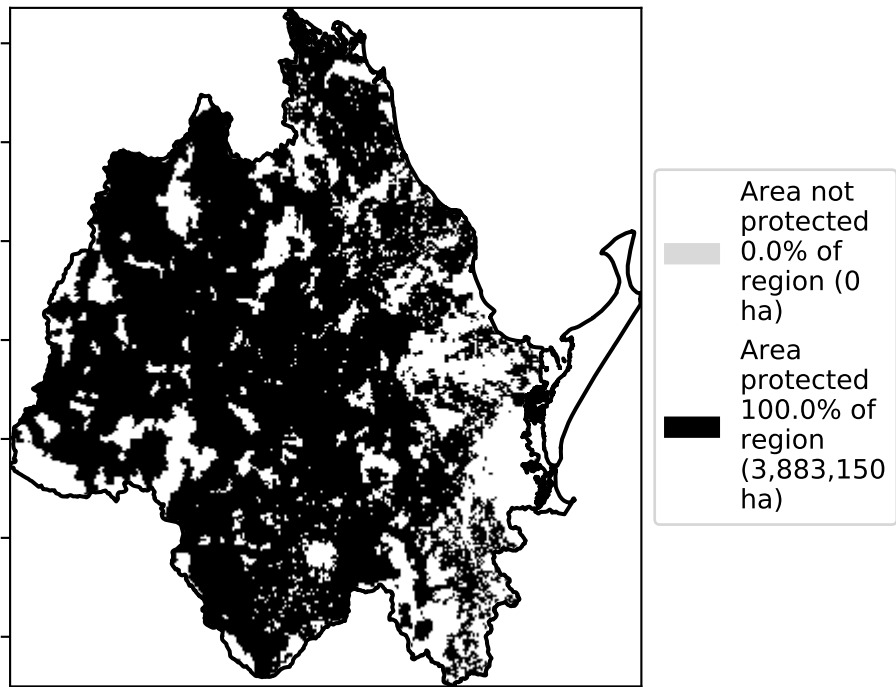 Area not
protected
0.0% of
region (0
ha)
Area
protected
100.0% of
region
(3,883,150
ha)